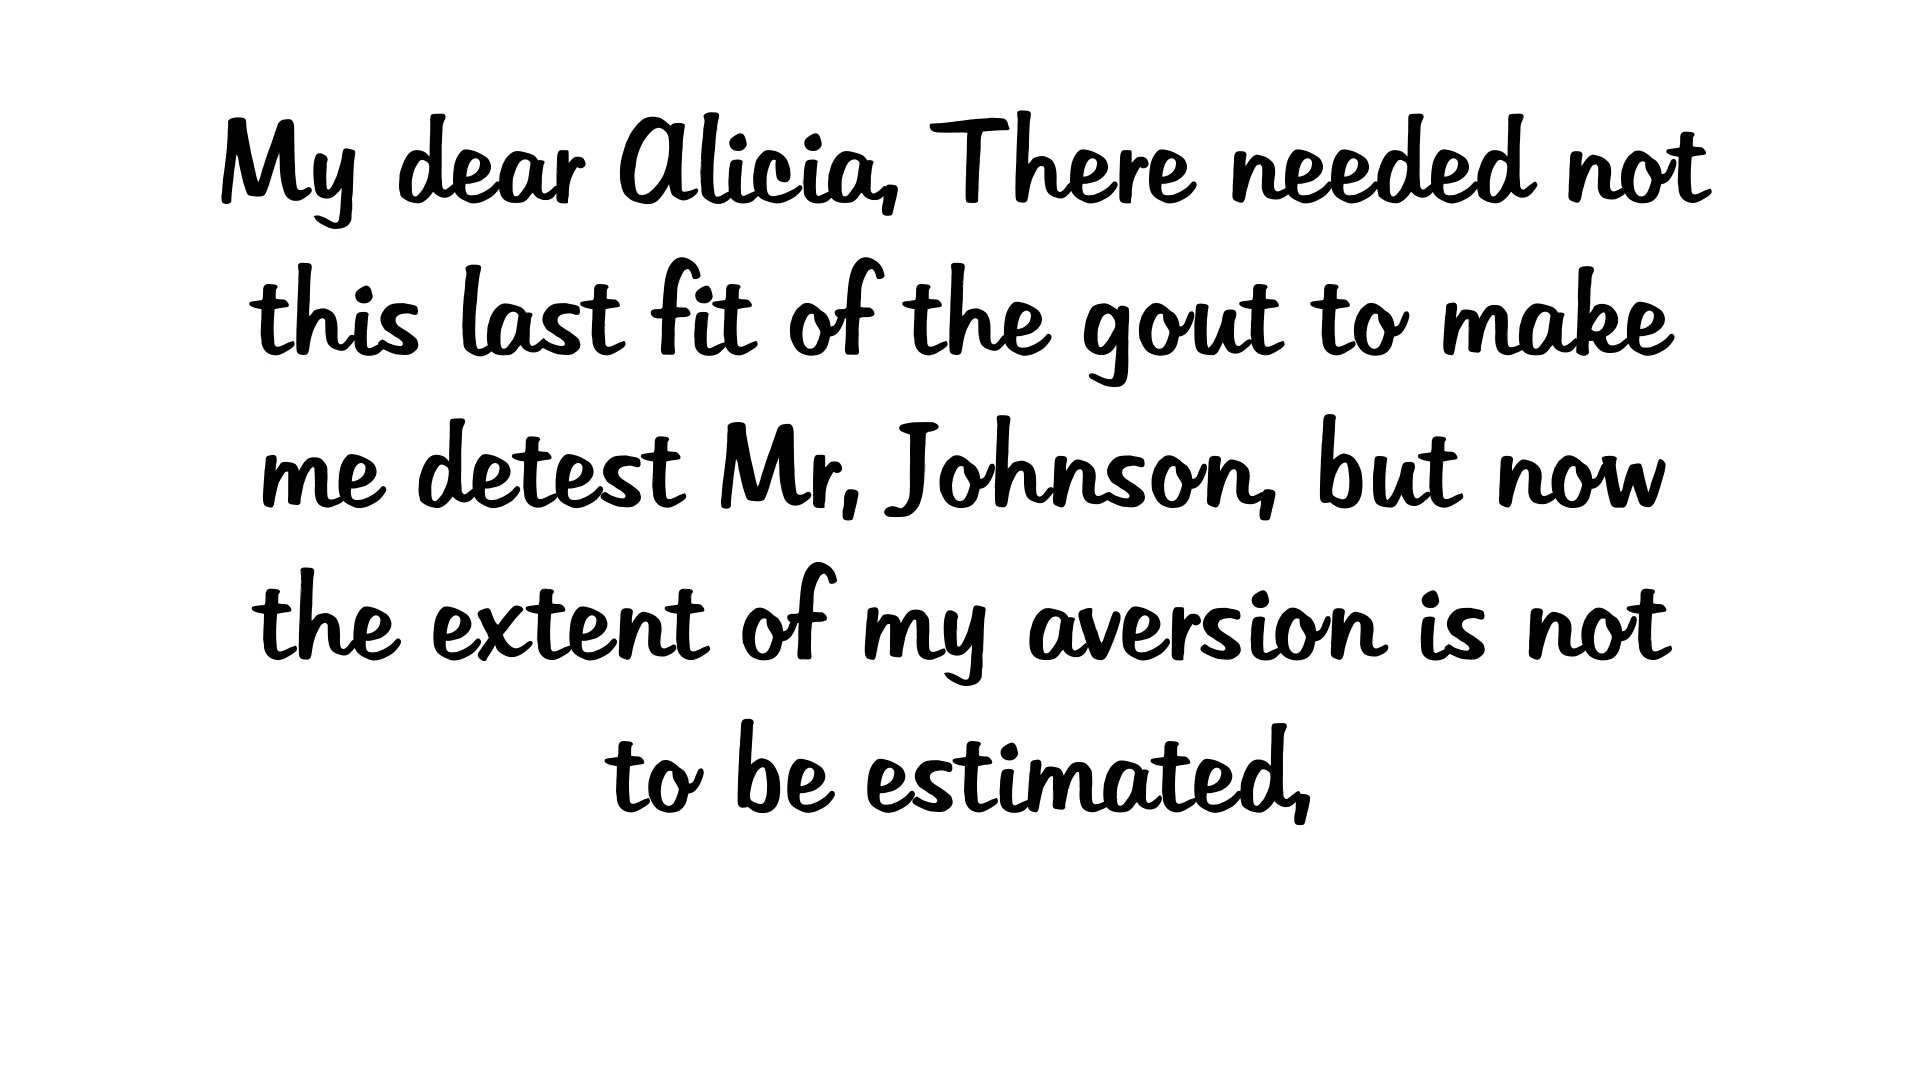 My dear Alicia, There needed not
this last fit of the gout to make
me detest Mr, Johnson, but now
the extent of my aversion is not
to be estimated,